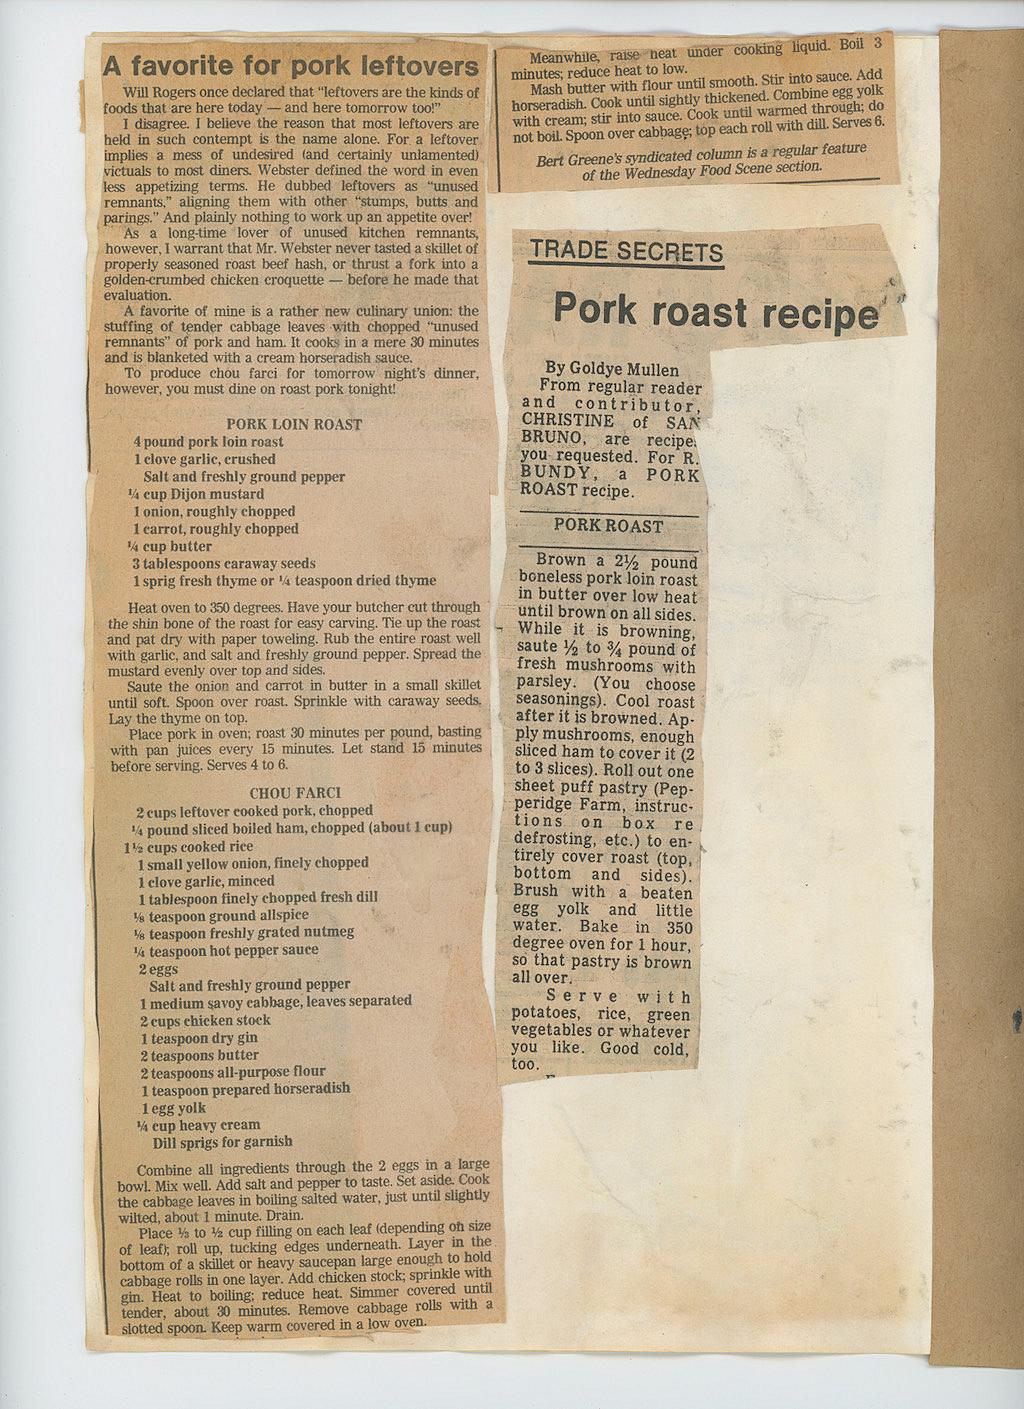 A favorite for pork leftovers
Will Rogers once declared that "leftovers are the kinds of
foods that are here today — and here tomorrow too!"
I disagree. I believe the reason that most leftovers are
held in such contempt is the name alone. For a leftover
implies a mess of undesired (and certainly unlamented)
victuals to most diners. Webster defined the word in even
less appetizing terms. He dubbed leftovers as "unused
remnants," aligning them with other "stumps, butts and
parings." And plainly nothing to work up an appetite over!
As a long-time lover of unused kitchen remnants,
however, I warrant that Mr. Webster never tasted a skillet of
properly seasoned roast beef hash, or thrust a fork into a
golden-crumbed chicken croquette — before he made that
evaluation.
A favorite of mine is a rather new culinary union: the
stuffing of tender cabbage leaves with chopped "unused
remnants" of pork and ham. It cooks in a mere 30 minutes
and is blanketed with a cream horseradish sauce.
To produce chou farci for tomorrow night's dinner,
however, you must dine on roast pork tonight!
PORK LOIN ROAST
4 pound pork loin roast
1 clove garlic, crushed
Salt and freshly ground pepper
¼ cup Dijon mustard
1 onion, roughly chopped
1 carrot, roughly chopped
¼ cup butter
3 tablespoons caraway seeds
1 sprig fresh thyme or ¼ teaspoon dried thyme
Heat oven to 350 degrees. Have your butcher cut through
the shin bone of the roast for easy carving. Tie up the roast
and pat dry with paper toweling. Rub the entire roast well
with garlic, and salt and freshly ground pepper. Spread the
mustard evenly over top and sides.
Saute the onion and carrot in butter in a small skillet
until soft. Spoon over roast. Sprinkle with caraway seeds.
Lay the thyme on top.
Place pork in oven; roast 30 minutes per pound, basting
with pan juices every 15 minutes. Let stand 15 minutes
before serving. Serves 4 to 6.
CHOU FARCI
2 cups leftover cooked pork, chopped
¼ pound sliced boiled ham, chopped (about 1 cup)
1½ cups cooked rice
1 small yellow onion, finely chopped
1 clove garlic, minced
1 tablespoon finely chopped fresh dill
⅛ teaspoon ground allspice
⅛ teaspoon freshly grated nutmeg
¼ teaspoon hot pepper sauce
2 eggs
Salt and freshly ground pepper
1 medium savoy cabbage, leaves separated
2 cups chicken stock
1 teaspoon dry gin
2 teaspoons butter
2 teaspoons all-purpose flour
1 teaspoon prepared horseradish
1 egg yolk
¼ cup heavy cream
Dill sprigs for garnish
Combine all ingredients through the 2 eggs in a large
bowl. Mix well. Add salt and pepper to taste. Set aside. Cook
the cabbage leaves in boiling salted water, just until slightly
wilted, about 1 minute. Drain.
Place ⅓ to ½ cup filling on each leaf (depending on size
of leaf); roll up, tucking edges underneath. Layer in the
bottom of a skillet or heavy saucepan large enough to hold
cabbage rolls in one layer. Add chicken stock; sprinkle with
gin. Heat to boiling; reduce heat. Simmer covered until
tender, about 30 minutes. Remove cabbage rolls with a
slotted spoon. Keep warm covered in a low oven.
Meanwhile, raise heat under cooking liquid. Boil 3
minutes; reduce heat to low.
Mash butter with flour until smooth. Stir into sauce. Add
horseradish. Cook until sightly thickened. Combine egg yolk
with cream; stir into sauce. Cook until warmed through; do
not boil. Spoon over cabbage; top each roll with dill. Serves 6.
Bert Greene's syndicated column is a regular feature
of the Wednesday Food Scene section.
TRADE SECRETS
Pork roast recipe
By Goldye Mullen
From regular reader
and contributor,
CHRISTINE of SAN
BRUNO, are recipe
you requested. For R.
BUNDY, a PORK
ROAST recipe.
PORK ROAST
Brown a 2½ pound
boneless pork loin roast
in butter over low heat
until brown on all sides.
While it is browning,
saute ½ to ¾ pound of
fresh mushrooms with
parsley. (You choose
seasonings). Cool roast
after it is browned. Ap-
ply mushrooms, enough
sliced ham to cover it (2
to 3 slices). Roll out one
sheet puff pastry (Pep-
peridge Farm, instruc-
tions on box re
defrosting, etc.) to en-
tirely cover roast (top,
bottom and sides).
Brush with a beaten
egg yolk and little
water. Bake in 350
degree oven for 1 hour,
so that pastry is brown
all over.
Serve with
potatoes, rice, green
vegetables or whatever
you like. Good cold,
too.